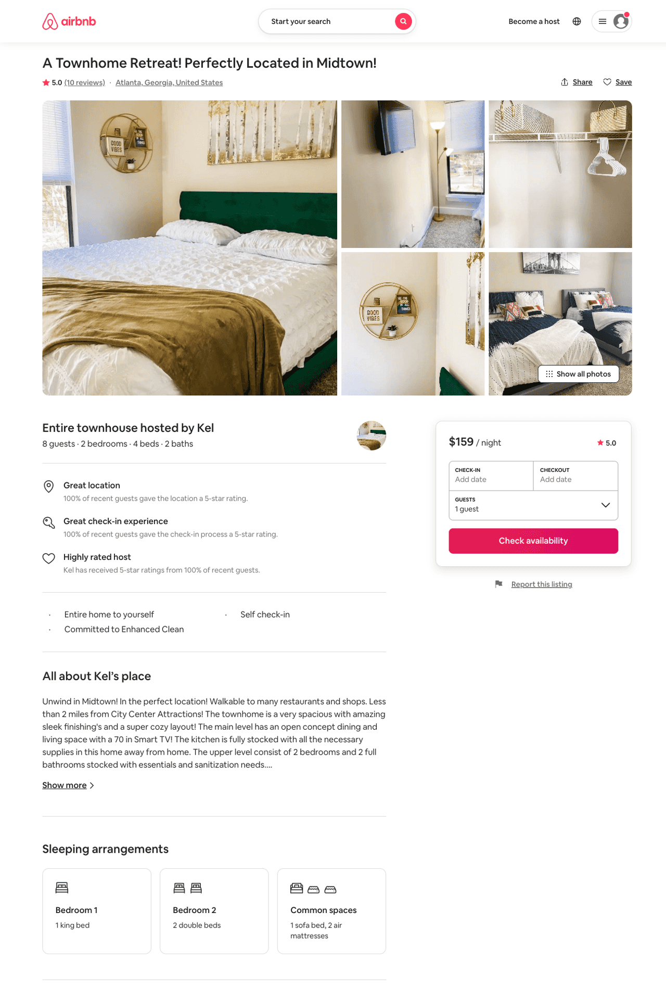 airbnb
Start your search
Become a host
A Townhome Retreat! Perfectly Located in Midtown!
5.0 (10 reviews) · Atlanta, Georgia, United States
Share
Save
GOOD
VIBES
GOOD
VIBES
SEE THE
GOOD
IN ALL
THINGS
Show all photos
Entire townhouse hosted by Kel
8 guests · 2 bedrooms · 4 beds · 2 baths
Great location
100% of recent guests gave the location a 5-star rating.
Great check-in experience
100% of recent guests gave the check-in process a 5-star rating.
Highly rated host
Kel has received 5-star ratings from 100% of recent guests.
$159 / night
5.0
CHECK-IN
Add date
CHECKOUT
Add date
GUESTS
1 guest
Check availability
Report this listing
· Entire home to yourself
· Self check-in
· Committed to Enhanced Clean
All about Kel’s place
Unwind in Midtown! In the perfect location! Walkable to many restaurants and shops. Less
than 2 miles from City Center Attractions! The townhome is a very spacious with amazing
sleek finishing's and a super cozy layout! The main level has an open concept dining and
living space with a 70 in Smart TV! The kitchen is fully stocked with all the necessary
supplies in this home away from home. The upper level consist of 2 bedrooms and 2 full
bathrooms stocked with essentials and sanitization needs....
Show more
Sleeping arrangements
Bedroom 1
1 king bed
Bedroom 2
2 double beds
Common spaces
1 sofa bed, 2 air
mattresses